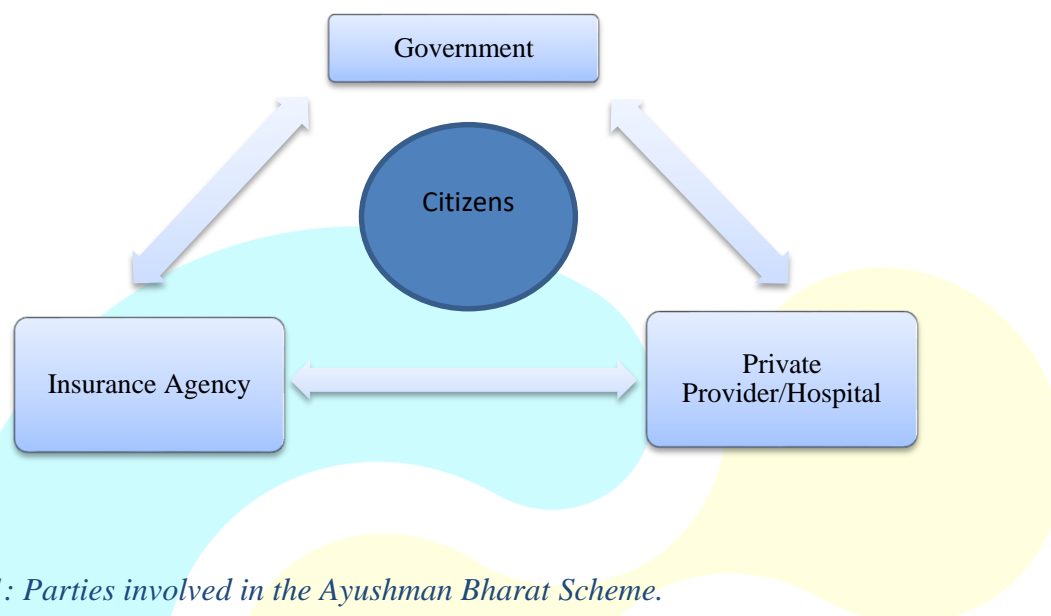 Government
Citizens
Insurance Agency
Private
Provider/Hospital
: Parties involved in the Ayushman Bharat Scheme.